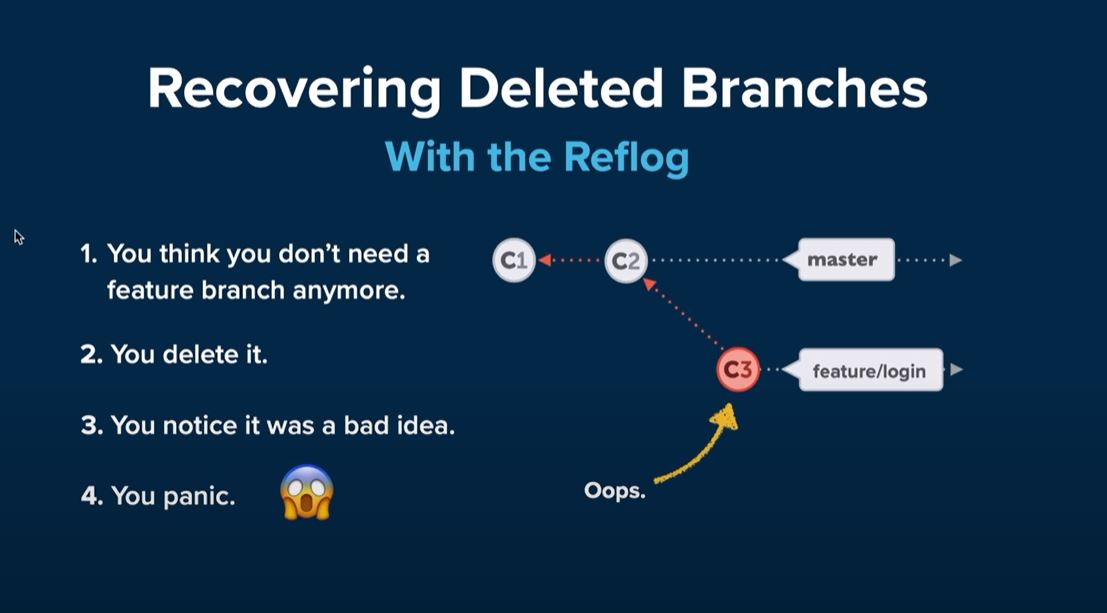 Recovering Deleted Branches
With the Reflog
1. You think you don’t need a
feature branch anymore.
2. You delete it.
3. You notice it was a bad idea.
4. You panic.
C1
C2
master
C3
feature/login
Oops.